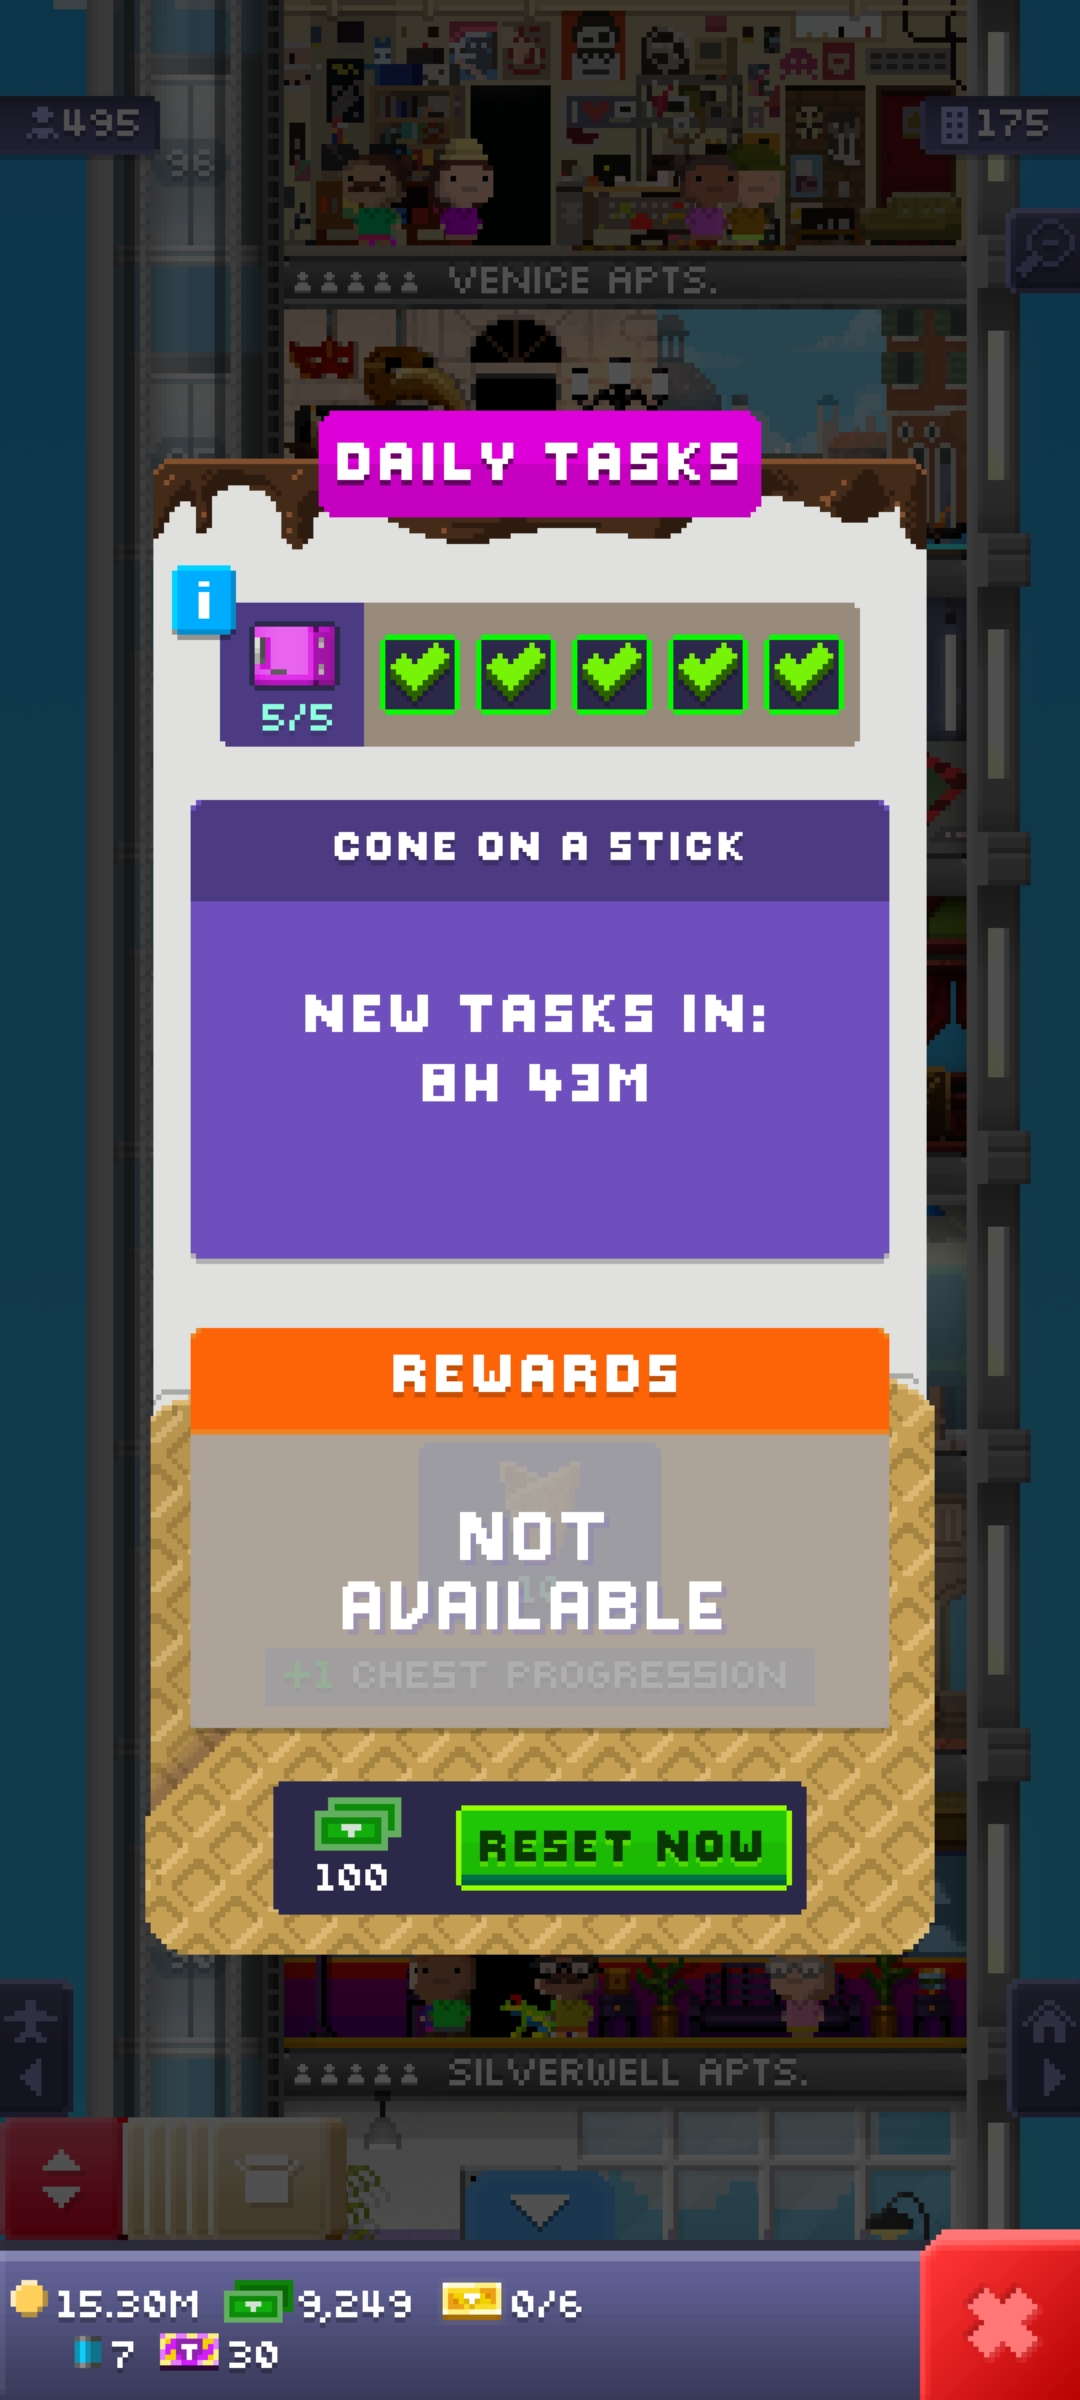 495
175
98
VENICE APTS.
DAILY TASKS
i
5/5
CONE ON A STICK
NEW TASKS IN:
8H 43M
REWARDS
NOT
AVAILABLE
+1 CHEST PROGRESSION
100
RESET NOW
SILVERWELL APTS.
15.30M
9,249
0/6
7
30